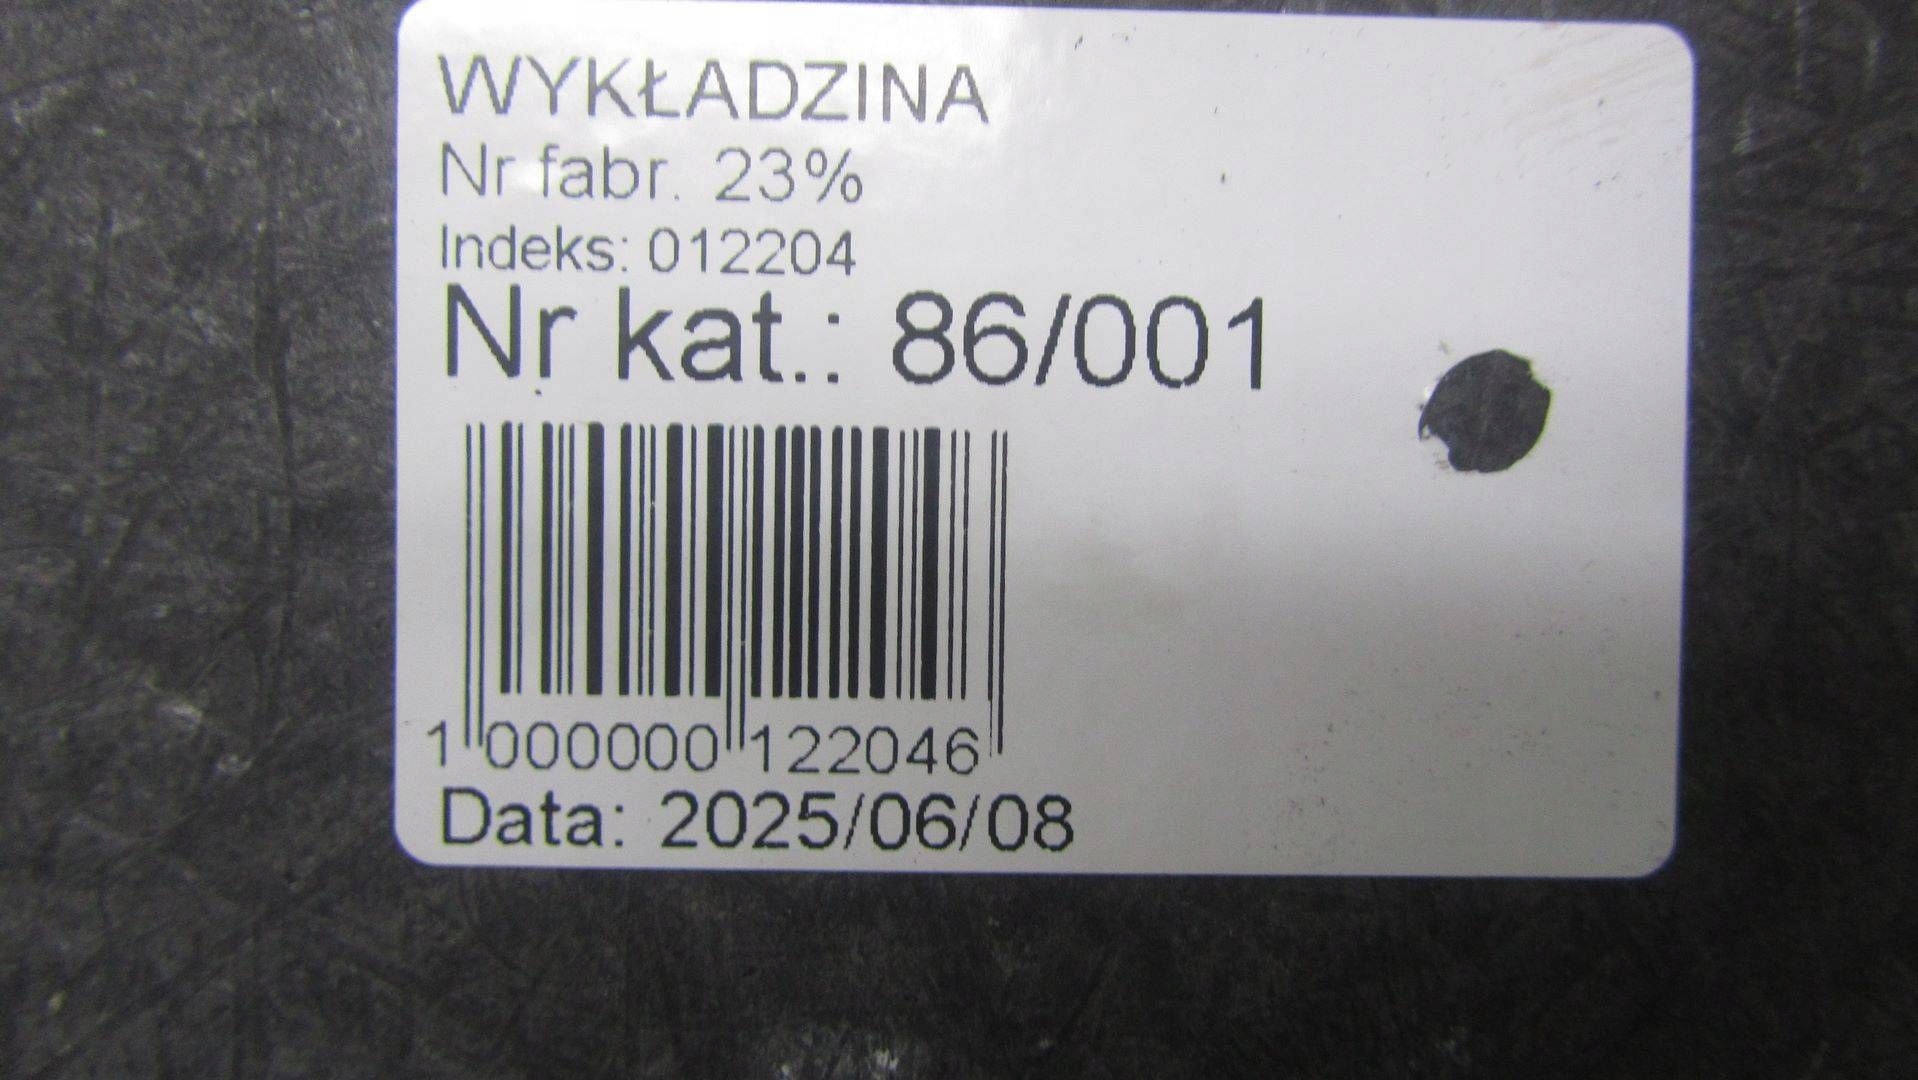 WYKŁADZINA
Nr fabr. 23%
Indeks: 012204
Nr kat.: 86/001
1 000000 122046
Data: 2025/06/08